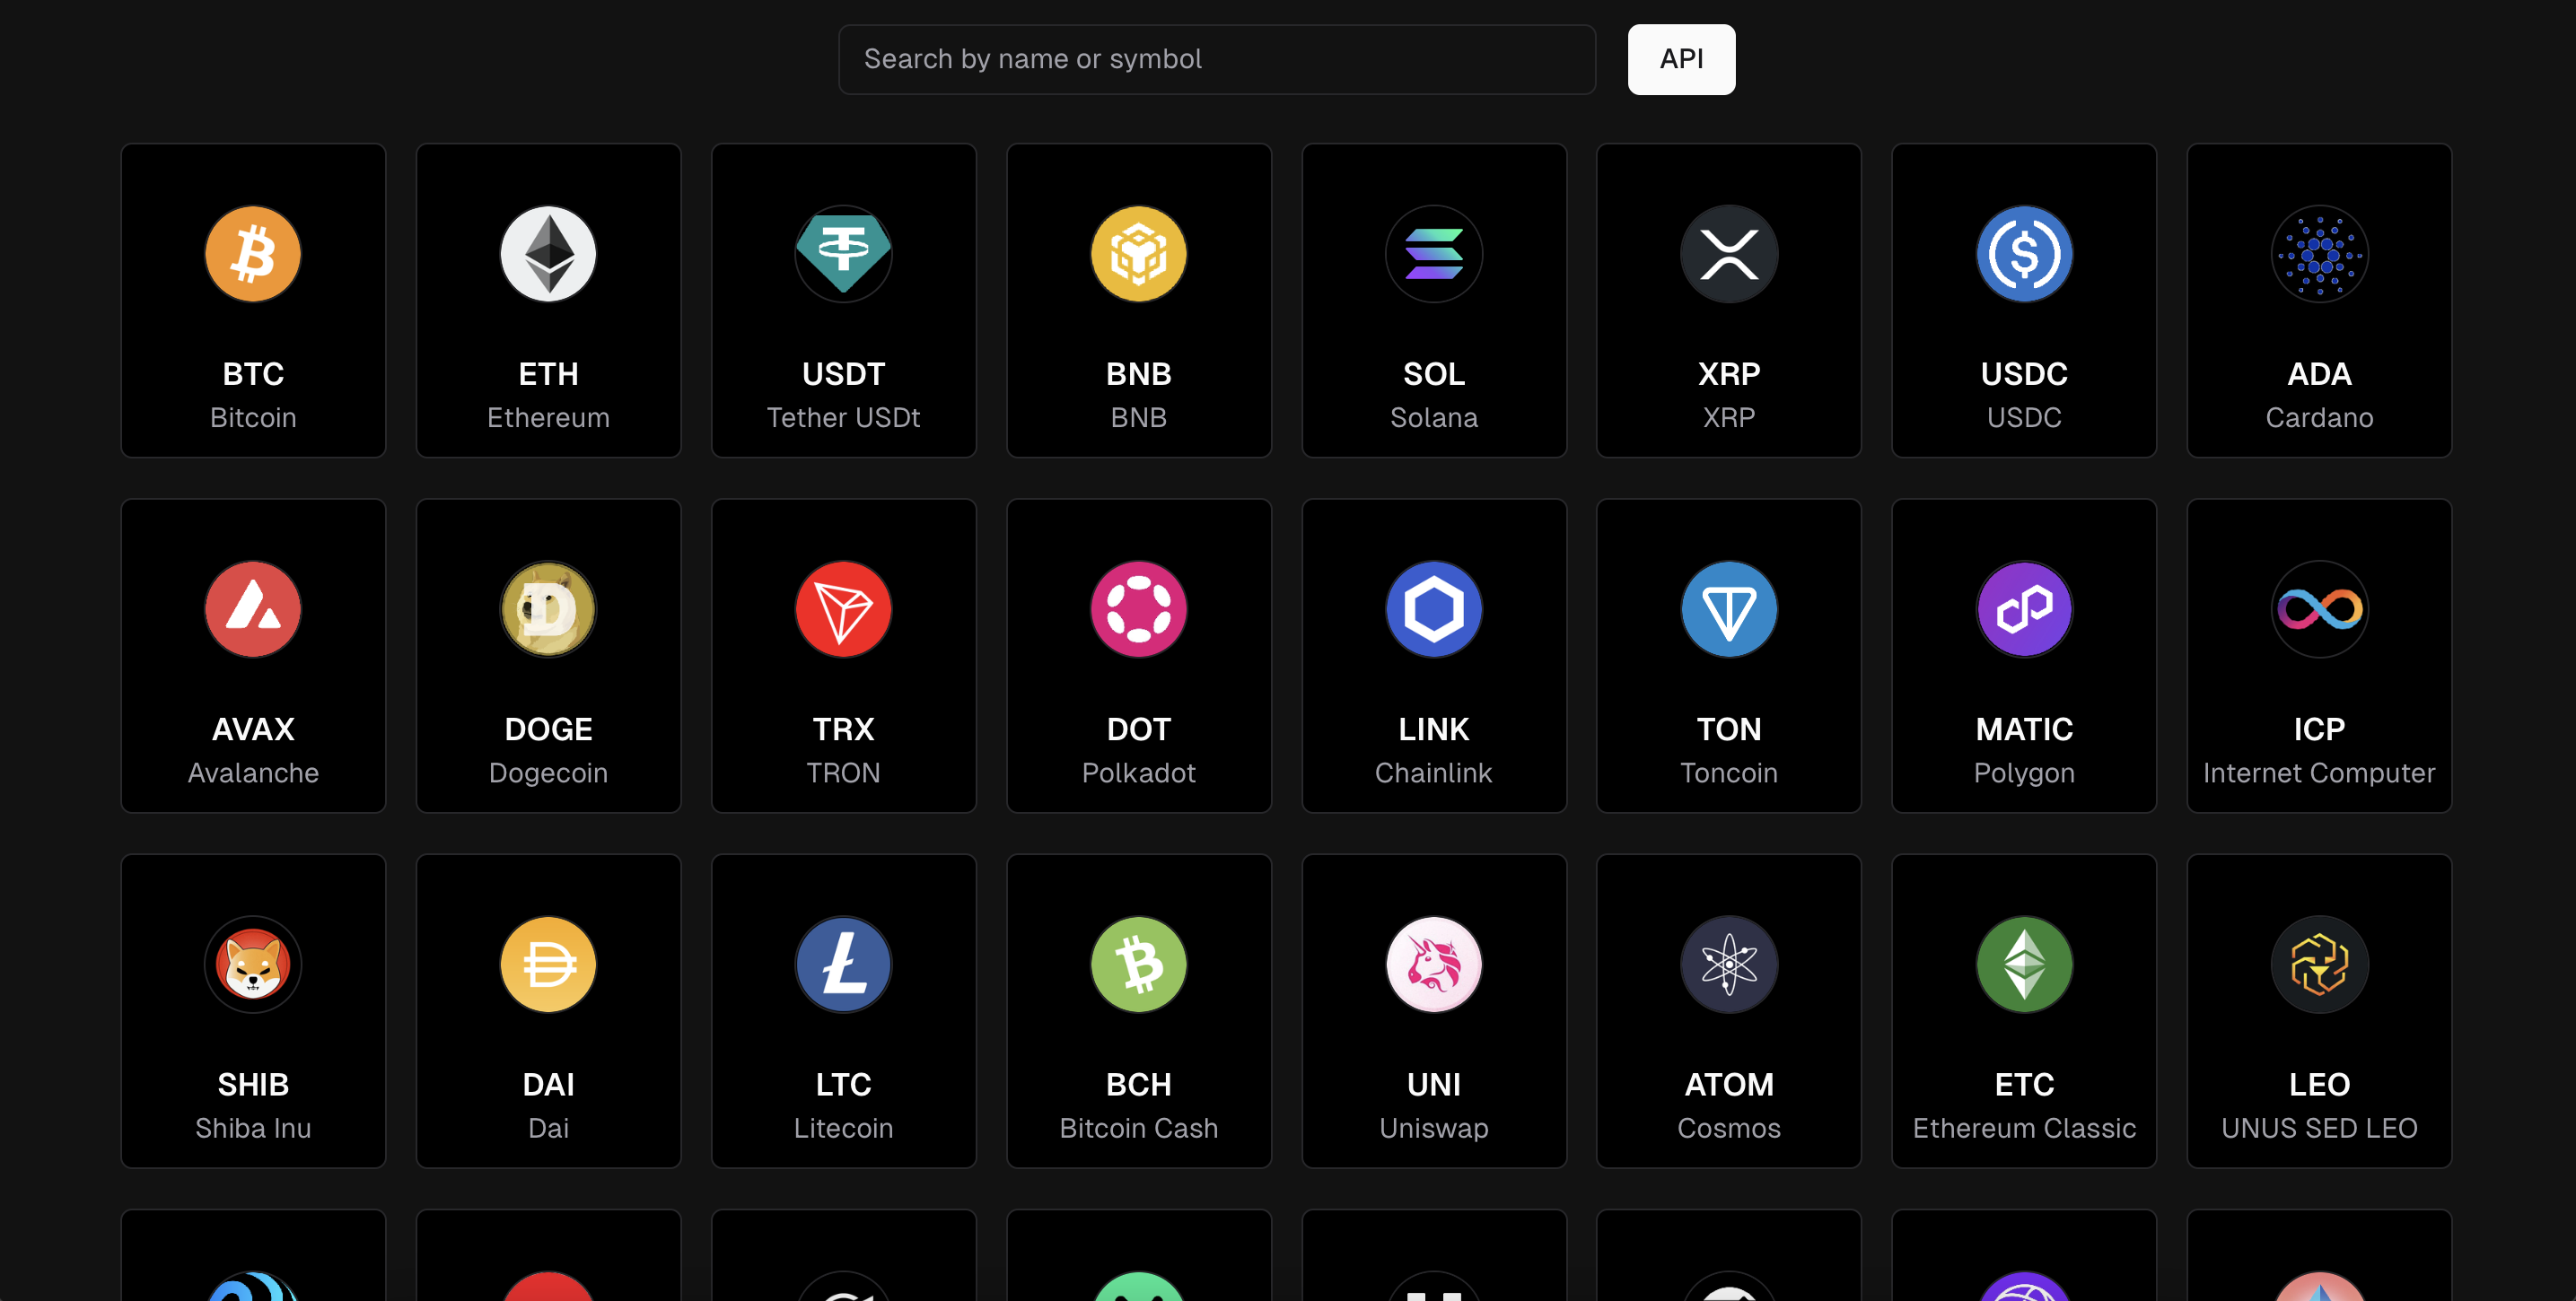 Search by name or symbol
API
BTC
Bitcoin
ETH
Ethereum
USDT
Tether USDt
BNB
BNB
SOL
Solana
XRP
XRP
USDC
USDC
ADA
Cardano
AVAX
Avalanche
DOGE
Dogecoin
TRX
TRON
DOT
Polkadot
LINK
Chainlink
TON
Toncoin
MATIC
Polygon
ICP
Internet Computer
SHIB
Shiba Inu
DAI
Dai
LTC
Litecoin
BCH
Bitcoin Cash
UNI
Uniswap
ATOM
Cosmos
ETC
Ethereum Classic
LEO
UNUS SED LEO